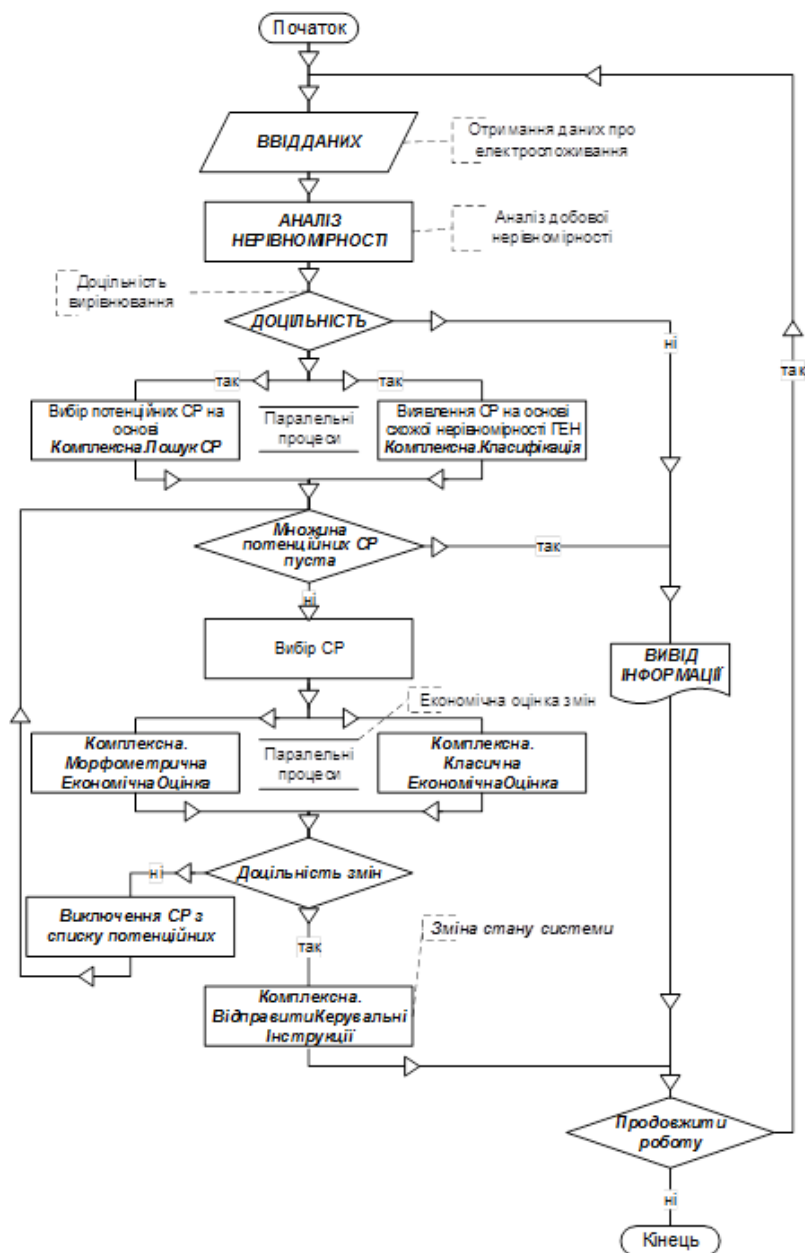 Початок
ВВІД ДАНИХ
Отримання даних про
електроспоживання
АНАЛІЗ
НЕРІВНОМІРНОСТІ
Аналіз добової
нерівномірності
Доцільність
вирівнювання
ДОЦІЛЬНІСТЬ
ні
так
так
так
Вибір потенційних СР на
основі
Комплексна.Пошук СР
Паралельні
процеси
Виявлення СР на основі
схожої нерівномірності ГЕН
Комплексна.Класифікація
Множина
потенційних СР
пуста
так
ні
Вибір СР
ВИВІД
ІНФОРМАЦІЇ
Економічна оцінка змін
Комплексна.
Морфометрична
ЕкономічнаОцінка
Паралельні
процеси
Комплексна.
Класична
ЕкономічнаОцінка
Доцільність змін
ні
Виключення СР з
списку потенційних
так
Зміна стану системи
Комплексна.
ВідправитиКерувальні
Інструкції
Продовжити
роботу
ні
Кінець